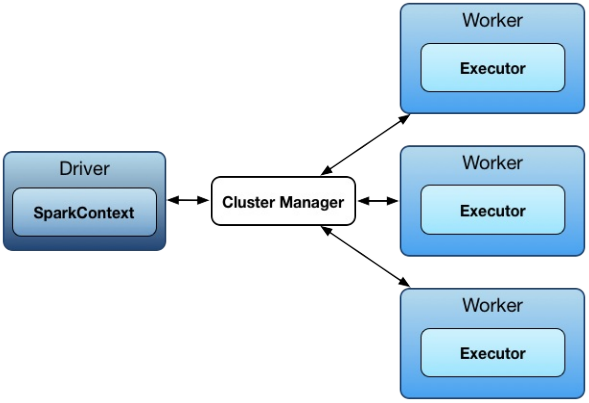 Driver
SparkContext
Cluster Manager
Worker
Executor
Worker
Executor
Worker
Executor